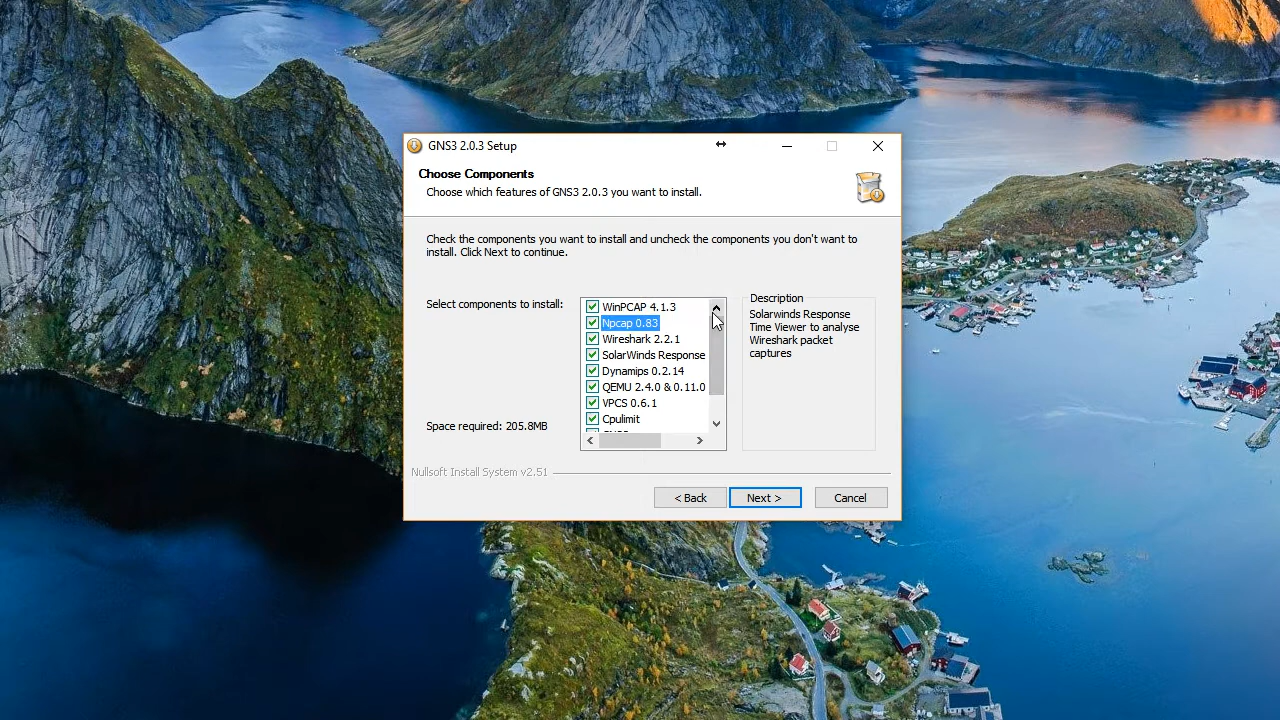 GNS3 2.0.3 Setup
Choose Components
Choose which features of GNS3 2.0.3 you want to install.
Check the components you want to install and uncheck the components you don't want to
install. Click Next to continue.
Select components to install:
WinPCAP 4.1.3
Npcap 0.83
Wireshark 2.2.1
SolarWinds Response
Dynamips 0.2.14
QEMU 2.4.0 & 0.11.0
VPCS 0.6.1
Cpulimit
Description
Solarwinds Response
Time Viewer to analyse
Wireshark packet
captures
Space required: 205.8MB
Nullsoft Install System v2.51
< Back
Next >
Cancel